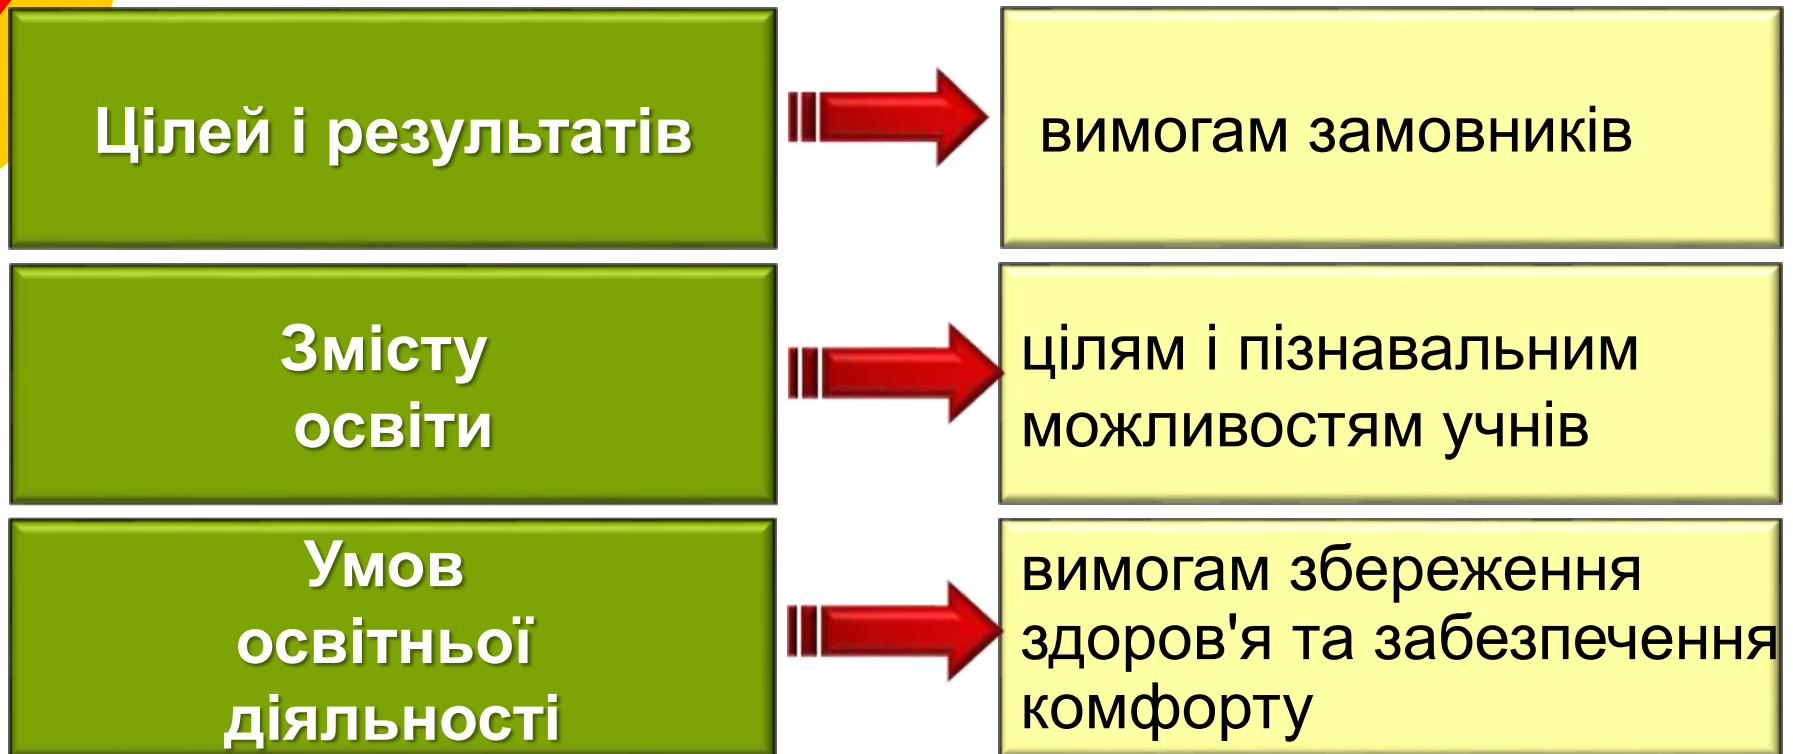 Цілей і результатів
вимогам замовників
Змісту
освіти
цілям і пізнавальним
можливостям учнів
Умов
освітньої
діяльності
вимогам збереження
здоров'я та забезпечення
комфорту